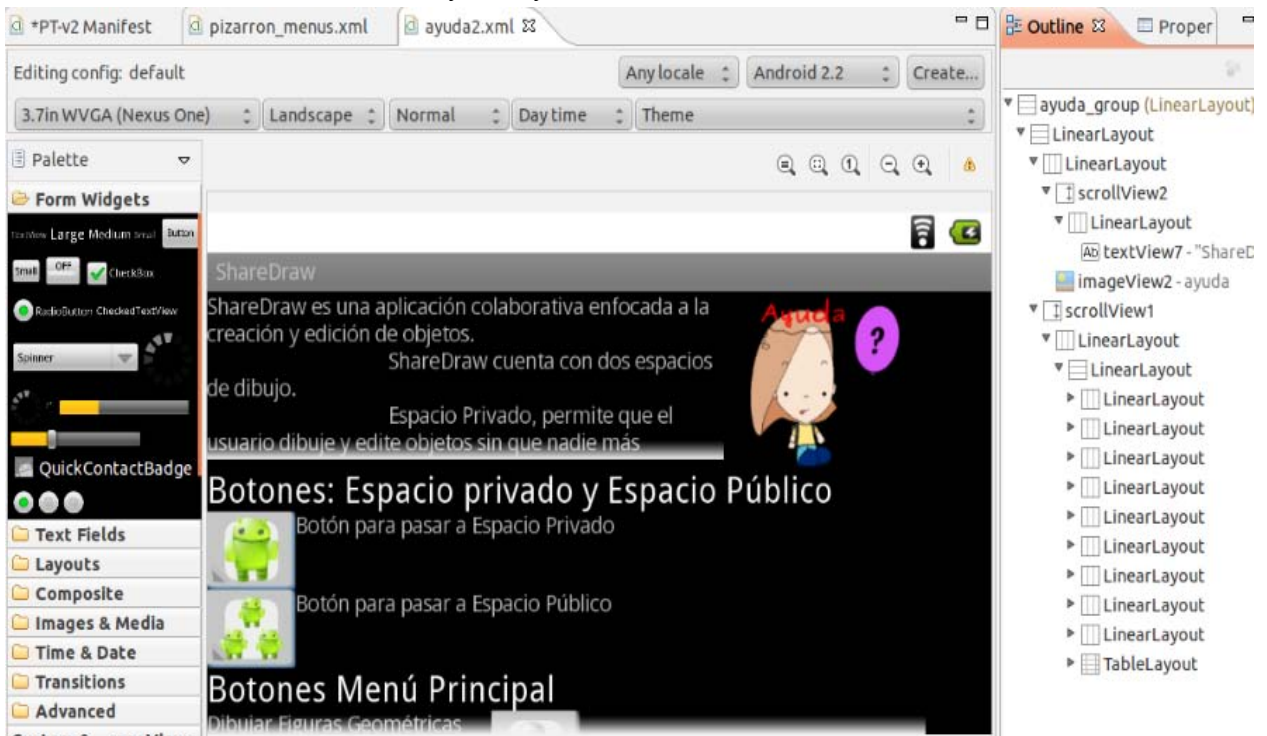 *PT-v2 Manifest
pizarron_menus.xml
ayuda2.xml
Editing config: default
Any locale
Android 2.2
Create...
3.7in WVGA (Nexus One)
Landscape
Normal
Day time
Theme
Palette
Form Widgets
TextView Large Medium Small Button
Small OFF CheckBox
RadioButton CheckedTextView
Spinner
QuickContactBadge
Text Fields
Layouts
Composite
Images & Media
Time & Date
Transitions
Advanced
ShareDraw
ShareDraw es una aplicación colaborativa enfocada a la
creación y edición de objetos.
ShareDraw cuenta con dos espacios
de dibujo.
Espacio Privado, permite que el
usuario dibuje y edite objetos sin que nadie más
Ayuda
?
Botones: Espacio privado y Espacio Público
Botón para pasar a Espacio Privado
Botón para pasar a Espacio Público
Botones Menú Principal
Dibujar Figuras Geométricas
Outline
Proper
ayuda_group (LinearLayout)
LinearLayout
LinearLayout
scrollView2
LinearLayout
Ab textView7 - "ShareD
imageView2 - ayuda
scrollView1
LinearLayout
LinearLayout
LinearLayout
LinearLayout
LinearLayout
LinearLayout
LinearLayout
LinearLayout
LinearLayout
LinearLayout
LinearLayout
TableLayout